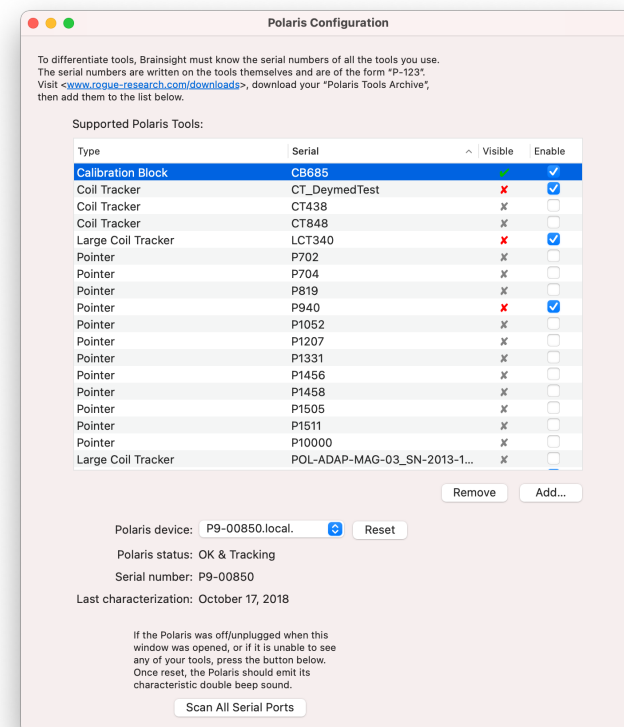 Polaris Configuration
To differentiate tools, Brainsight must know the serial numbers of all the tools you use.
The serial numbers are written on the tools themselves and are of the form “P-123”.
Visit <www.rogue-research.com/downloads>, download your “Polaris Tools Archive”,
then add them to the list below.
Supported Polaris Tools:
Type Serial Visible Enable
Calibration Block CB685
Coil Tracker CT_DeymedTest
Coil Tracker CT438
Coil Tracker CT848
Large Coil Tracker LCT340
Pointer P702
Pointer P704
Pointer P819
Pointer P940
Pointer P1052
Pointer P1207
Pointer P1331
Pointer P1456
Pointer P1458
Pointer P1505
Pointer P1511
Pointer P10000
Large Coil Tracker POL-ADAP-MAG-03_SN-2013-1...
Remove Add...
Polaris device: P9-00850.local. Reset
Polaris status: OK & Tracking
Serial number: P9-00850
Last characterization: October 17, 2018
If the Polaris was off/unplugged when this
window was opened, or if it is unable to see
any of your tools, press the button below.
Once reset, the Polaris should emit its
characteristic double beep sound.
Scan All Serial Ports